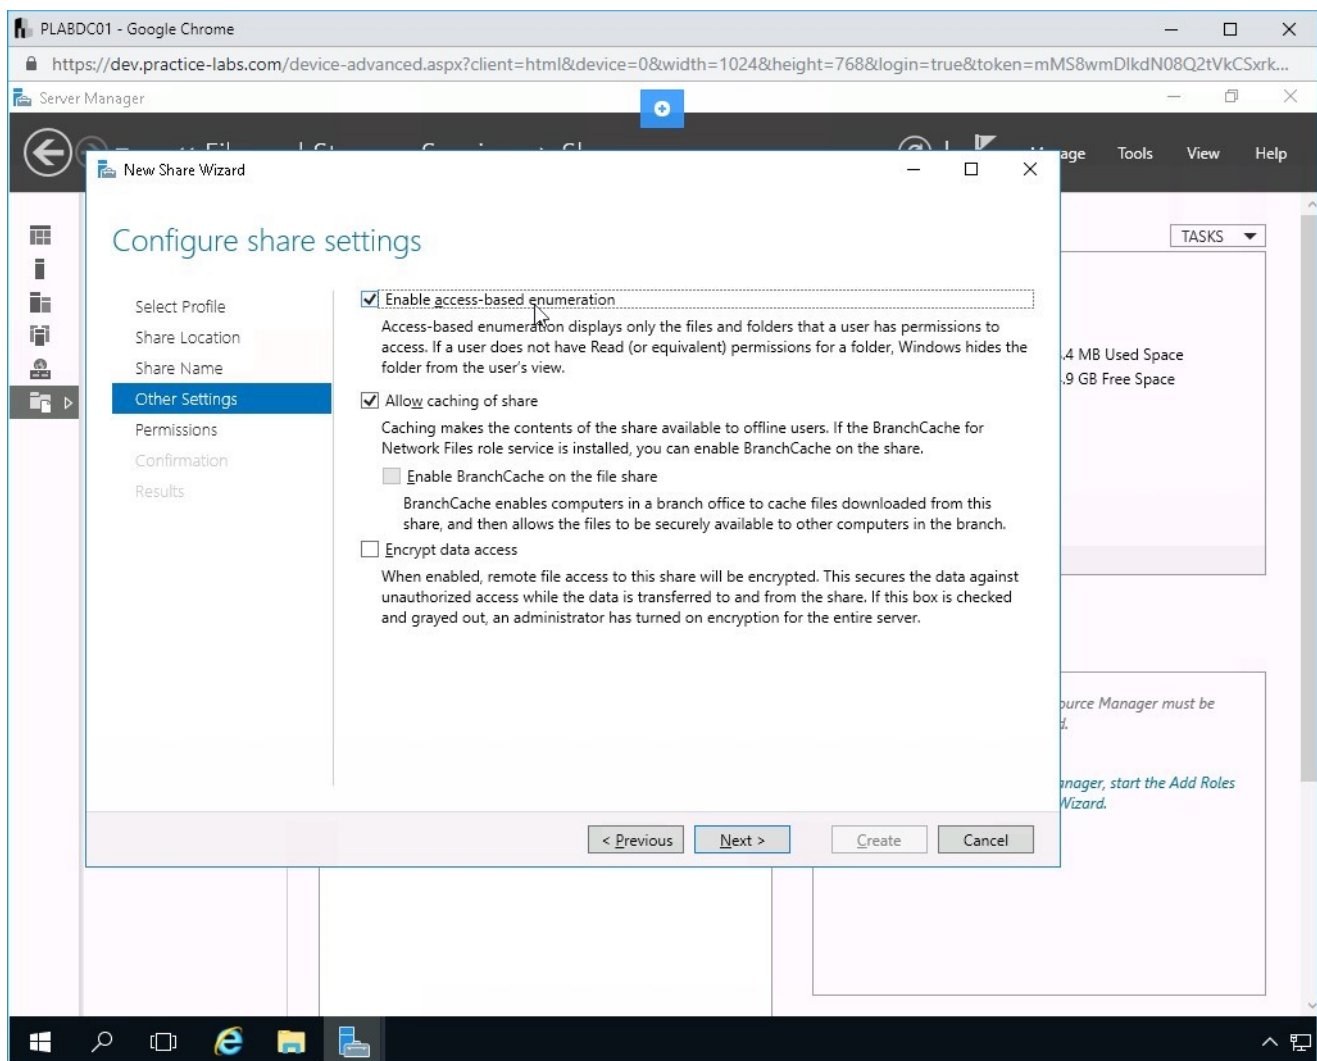 PLABDC01 - Google Chrome
https://dev.practice-labs.com/device-advanced.aspx?client=html&device=0&width=1024&height=768&login=true&token=mMS8wmDIkdN08Q2tVkCSxrk...
Server Manager
Tools View Help
New Share Wizard
TASKS
Configure share settings
Select Profile
Share Location
Share Name
Other Settings
Permissions
Confirmation
Results
Enable access-based enumeration
Access-based enumeration displays only the files and folders that a user has permissions to
access. If a user does not have Read (or equivalent) permissions for a folder, Windows hides the
folder from the user's view.
Allow caching of share
Caching makes the contents of the share available to offline users. If the BranchCache for
Network Files role service is installed, you can enable BranchCache on the share.
Enable BranchCache on the file share
BranchCache enables computers in a branch office to cache files downloaded from this
share, and then allows the files to be securely available to other computers in the branch.
Encrypt data access
When enabled, remote file access to this share will be encrypted. This secures the data against
unauthorized access while the data is transferred to and from the share. If this box is checked
and grayed out, an administrator has turned on encryption for the entire server.
.4 MB Used Space
.9 GB Free Space
ource Manager must be
d.
anager, start the Add Roles
Wizard.
< Previous
Next >
Create
Cancel